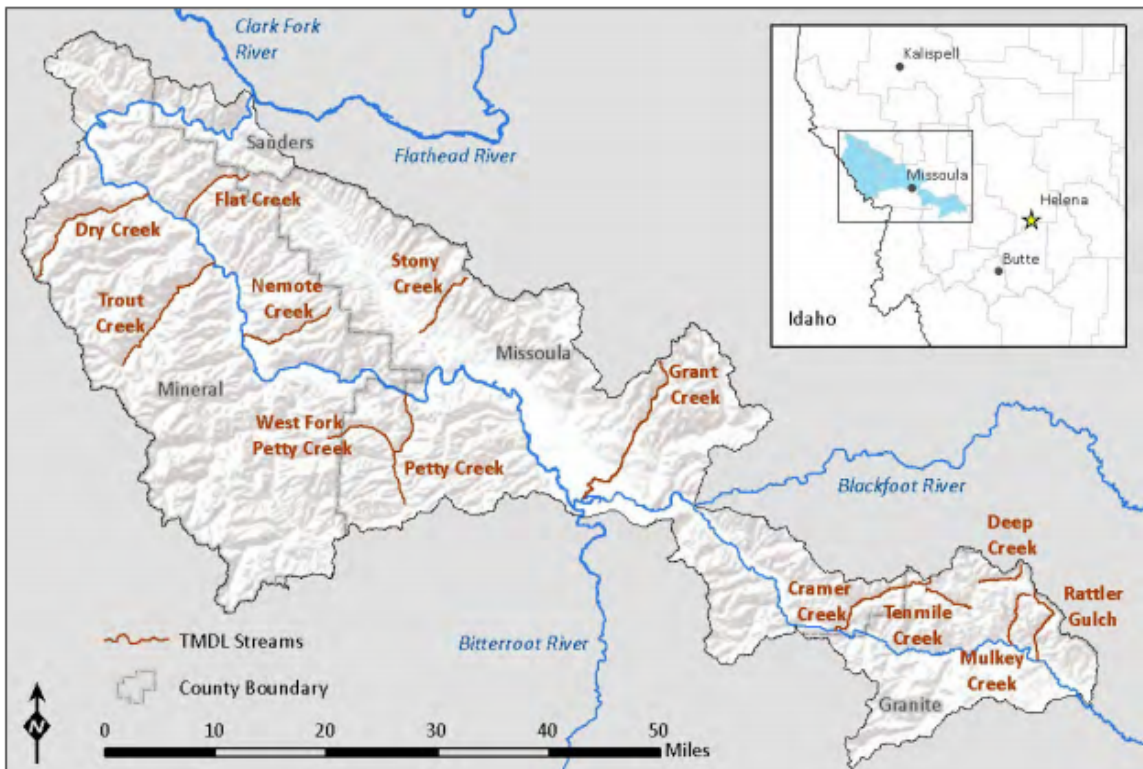 Clark Fork
River
Kalispell
Sanders
Flathead River
Missoula
Helena
Flat Creek
Dry Creek
Stony
Creek
Butte
Nemote
Creek
Trout
Creek
Idaho
Missoula
Mineral
Grant
Creek
West Fork
Petty Creek
Petty Creek
Blackfoot River
Deep
Creek
Cramer
Creek
Rattler
Gulch
Tenmile
Creek
TMDL Streams
Bitterroot River
Mulkey
Creek
County Boundary
Granite
N
0 10 20 30 40 50
Miles